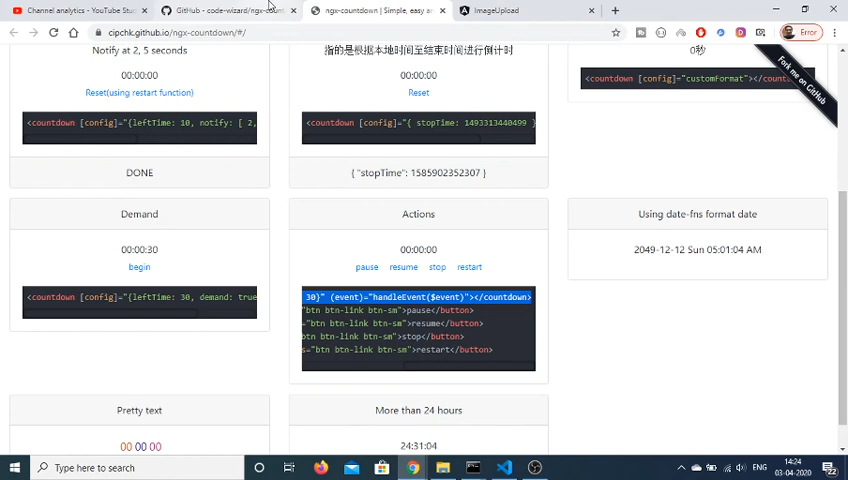 Channel analytics - YouTube Stud
GitHub - code-wizard/ngx-count
ngx-countdown | Simple, easy an
ImageUpload
cipchk.github.io/ngx-countdown/#/
Error
Notify at 2, 5 seconds
00:00:00
Reset(using restart function)
<countdown [config]="{leftTime: 10, notify: [ 2,
DONE
指的是根据本地时间至结束时间进行倒计时
00:00:00
Reset
<countdown [config]="{ stopTime: 1493313440499 }
{ "stopTime": 1585902352307 }
0秒
<countdown [config]="customFormat"></count
Fork me on GitHub
Demand
00:00:30
begin
<countdown [config]="{leftTime: 30, demand: true
Actions
00:00:00
pause resume stop restart
30}" (event)="handleEvent($event)"></countdown>
"btn btn-link btn-sm">pause</button>
="btn btn-link btn-sm">resume</button>
"btn btn-link btn-sm">stop</button>
s="btn btn-link btn-sm">restart</button>
Using date-fns format date
2049-12-12 Sun 05:01:04 AM
Pretty text
00 00 00
More than 24 hours
24:31:04
Type here to search
ENG
14:24
03-04-2020
22